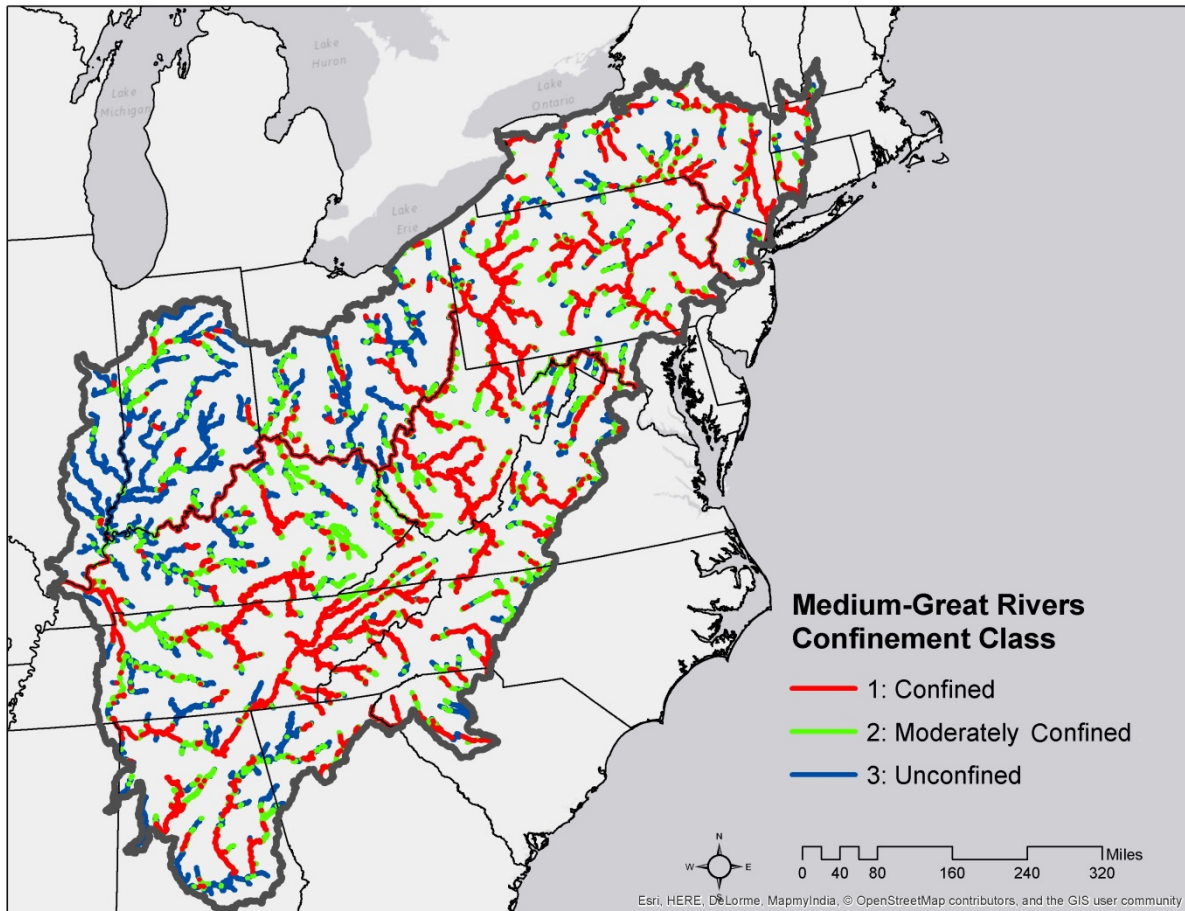 Lake
Huron
Lake
Michigan
Lake
Ontario
Lake
Erie
Medium-Great Rivers
Confinement Class
1: Confined
2: Moderately Confined
3: Unconfined
N
W E
S
Miles
0 40 80 160 240 320
Esri, HERE, DeLorme, MapmyIndia, © OpenStreetMap contributors, and the GIS user community